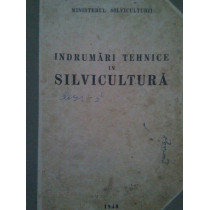 MINISTERUL SILVICULTURII
INDRUMĂRI TEHNICE
IN
SILVICULTURĂ